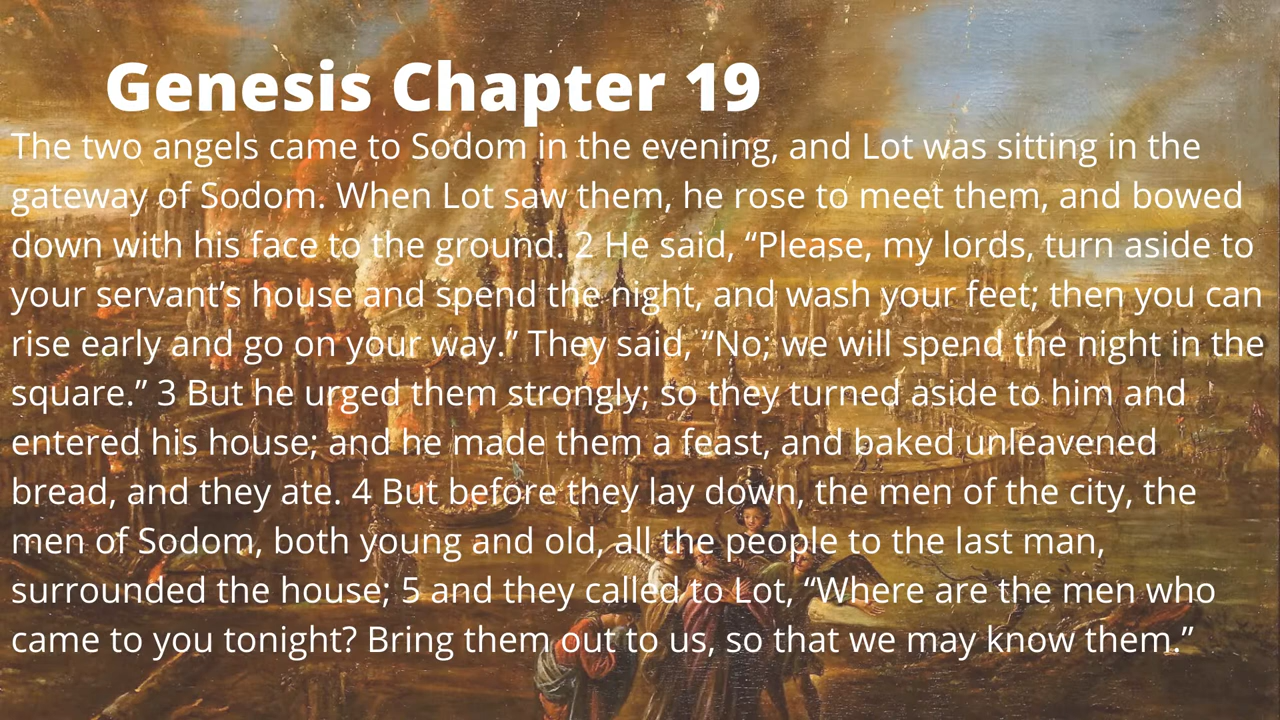 Genesis Chapter 19
The two angels came to Sodom in the evening, and Lot was sitting in the
gateway of Sodom. When Lot saw them, he rose to meet them, and bowed
down with his face to the ground. 2 He said, “Please, my lords, turn aside to
your servant’s house and spend the night, and wash your feet; then you can
rise early and go on your way.” They said, “No; we will spend the night in the
square.” 3 But he urged them strongly; so they turned aside to him and
entered his house; and he made them a feast, and baked unleavened
bread, and they ate. 4 But before they lay down, the men of the city, the
men of Sodom, both young and old, all the people to the last man,
surrounded the house; 5 and they called to Lot, “Where are the men who
came to you tonight? Bring them out to us, so that we may know them.”